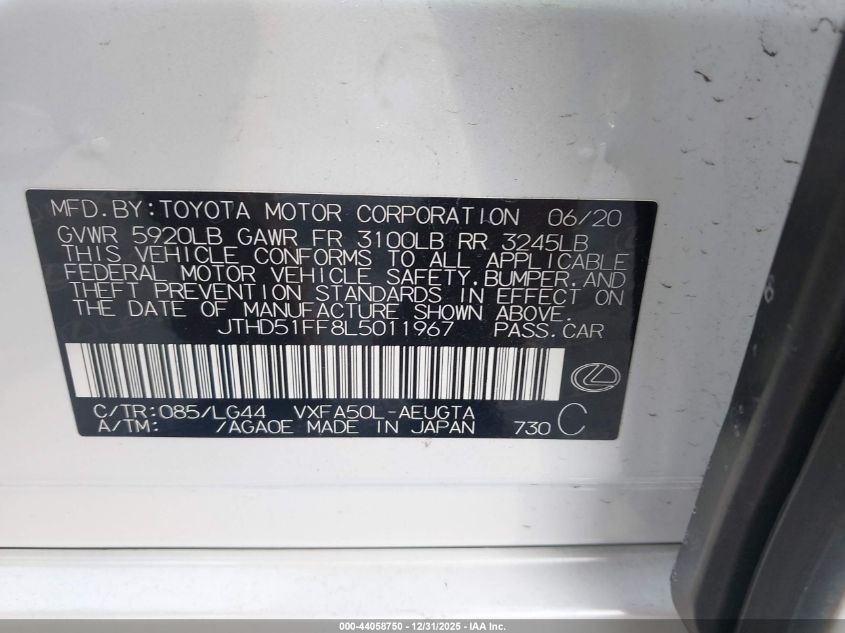 MFD.BY:TOYOTA MOTOR CORPORATION 06/20
GVWR 5920LB GAWR FR 3100LB RR 3245LB
THIS VEHICLE CONFORMS TO ALL APPLICABLE
FEDERAL MOTOR VEHICLE SAFETY,BUMPER,AND
THEFT PREVENTION STANDARDS IN EFFECT ON
THE DATE OF MANUFACTURE SHOWN ABOVE.
JTHD51FF8L5011967 PASS.CAR
C/TR:085/LG44 VXFA50L-AEUGTA
A/TM: /AGA0E MADE IN JAPAN 730 C
000-44058750 - 12/31/2025 - IAA Inc.